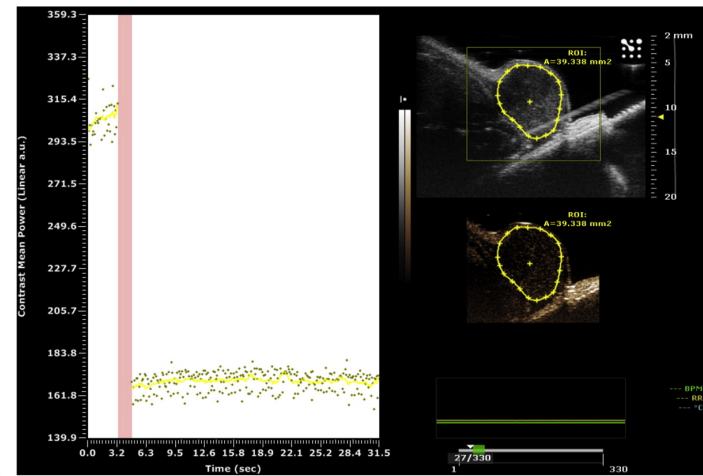 359.3
337.3
315.4
293.5
271.5
249.6
227.7
205.7
183.8
161.8
139.9
Contrast Mean Power (Linear a.u.)
0.0 3.2 6.3 9.5 12.6 15.8 18.9 22.1 25.2 28.4 31.5
Time (sec)
ROI:
A=39.338 mm2
2 mm
5
10
15
20
ROI:
A=39.338 mm2
--- BPM
--- RR
--- °C
27/330
1 330